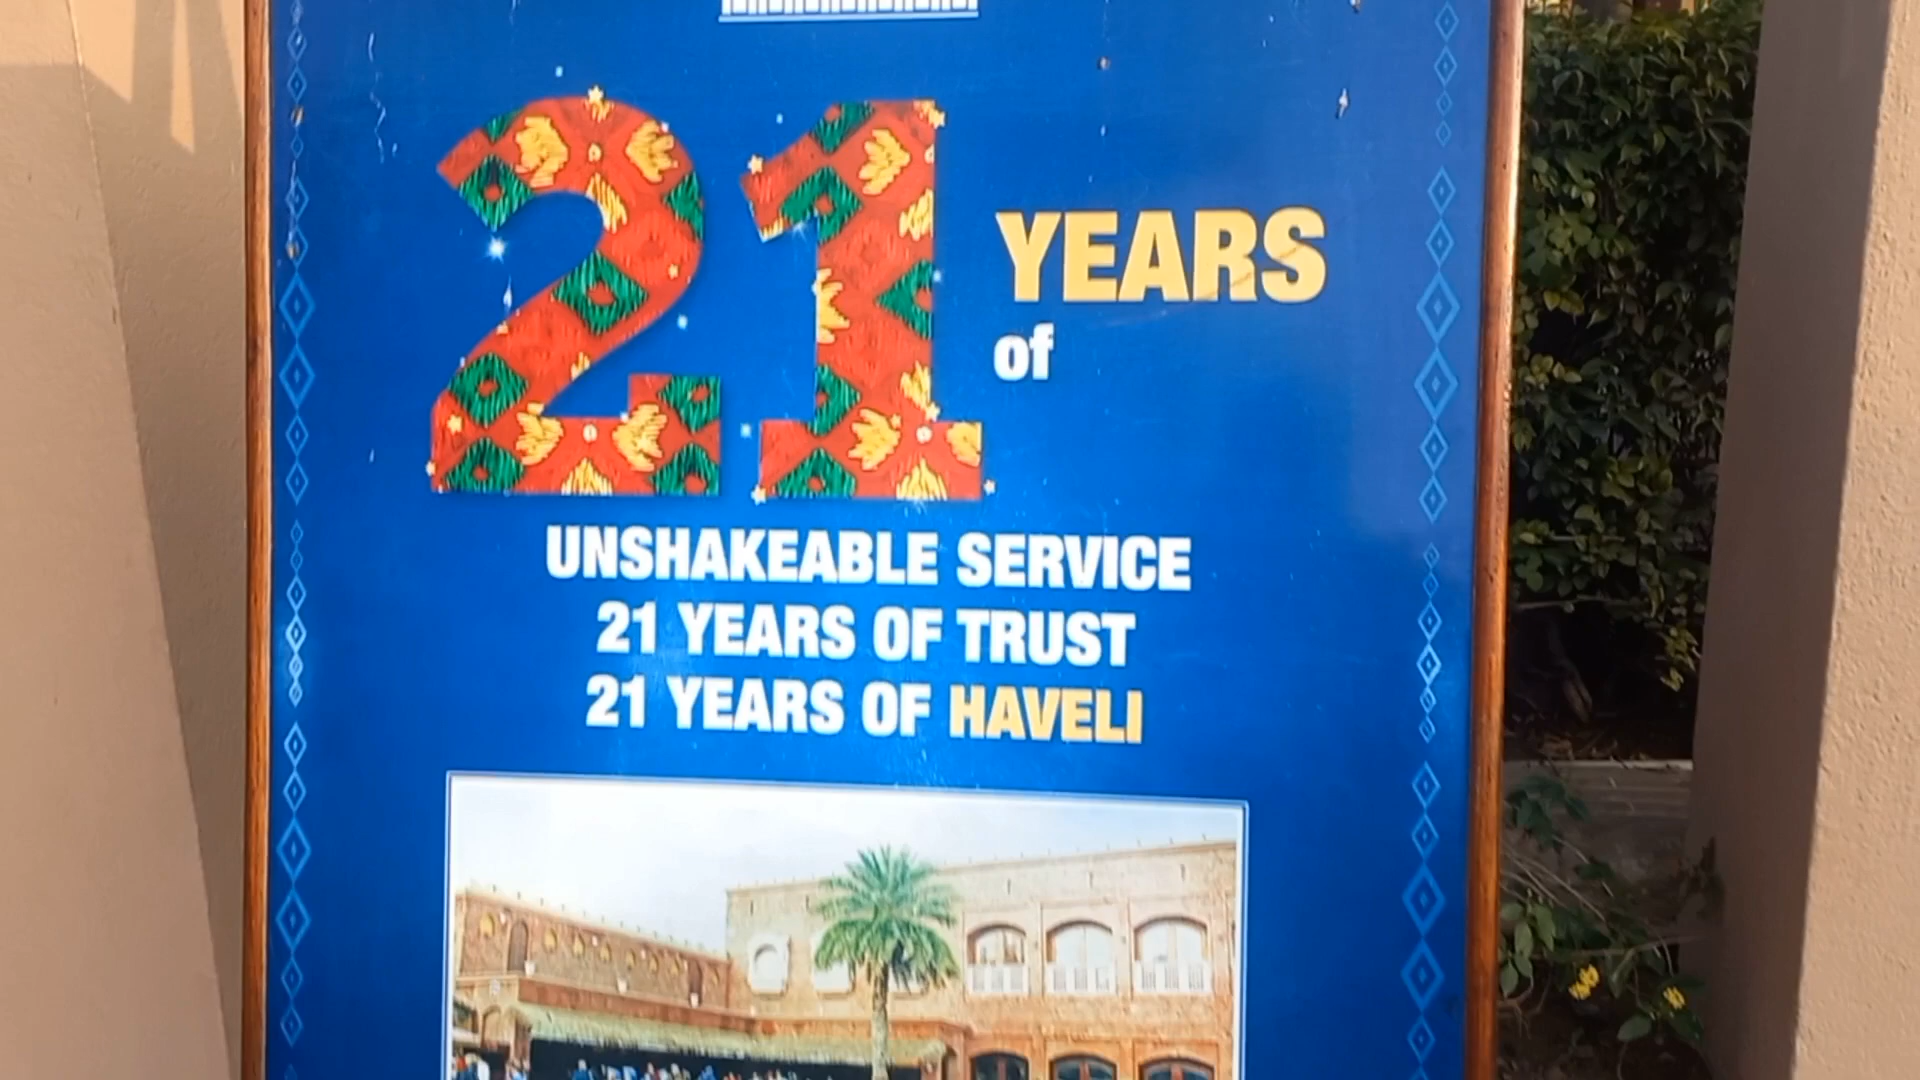 21 YEARS
of
UNSHAKEABLE SERVICE
21 YEARS OF TRUST
21 YEARS OF HAVELI